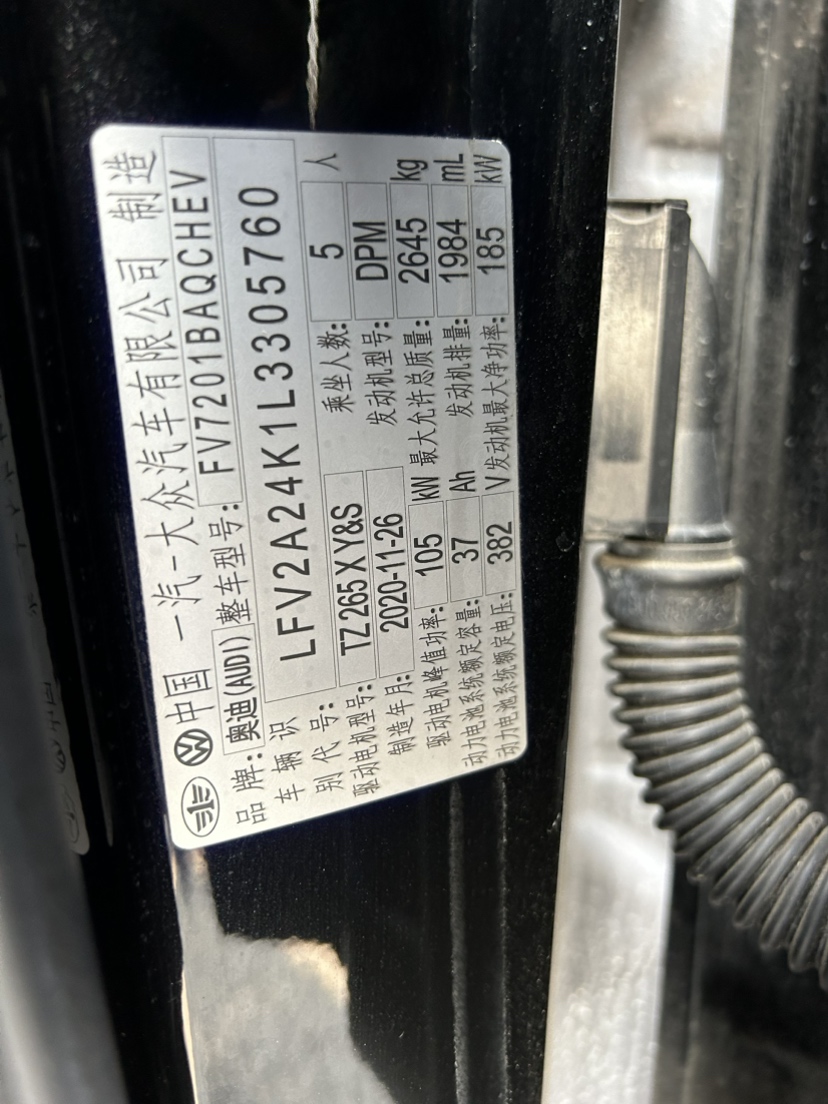 中国 一汽-大众汽车有限公司 制造
品牌: 奥迪(AUDI) 整车型号: FV7201BAQCHEV
车辆识别代号: LFV2A24K1L3305760
驱动电机型号: TZ265XY&S 乘坐人数: 5 人
制造年月: 2020-11-26 发动机型号: DPM
驱动电机峰值功率: 105 kW 最大允许总质量: 2645 kg
动力电池系统额定容量: 37 Ah 发动机排量: 1984 mL
动力电池系统额定电压: 382 V 发动机最大净功率: 185 kW